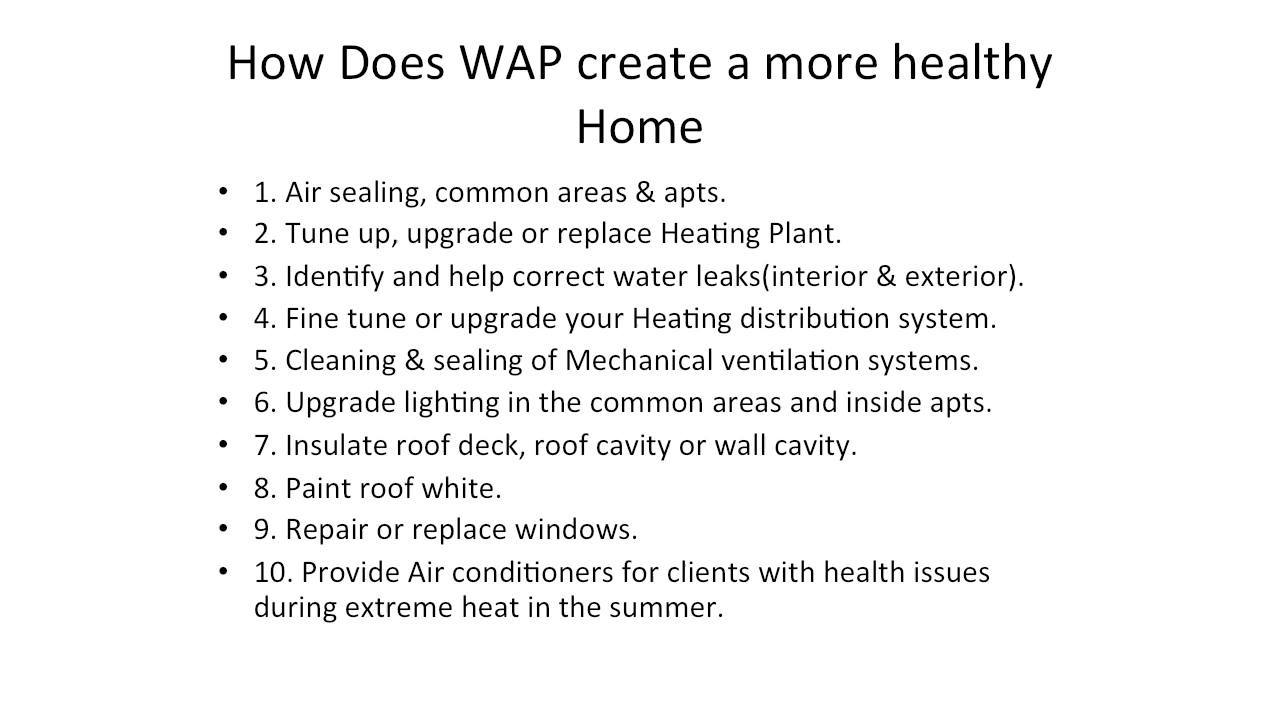 How Does WAP create a more healthy
Home
• 1. Air sealing, common areas & apts.
• 2. Tune up, upgrade or replace Heating Plant.
• 3. Identify and help correct water leaks(interior & exterior).
• 4. Fine tune or upgrade your Heating distribution system.
• 5. Cleaning & sealing of Mechanical ventilation systems.
• 6. Upgrade lighting in the common areas and inside apts.
• 7. Insulate roof deck, roof cavity or wall cavity.
• 8. Paint roof white.
• 9. Repair or replace windows.
• 10. Provide Air conditioners for clients with health issues
during extreme heat in the summer.